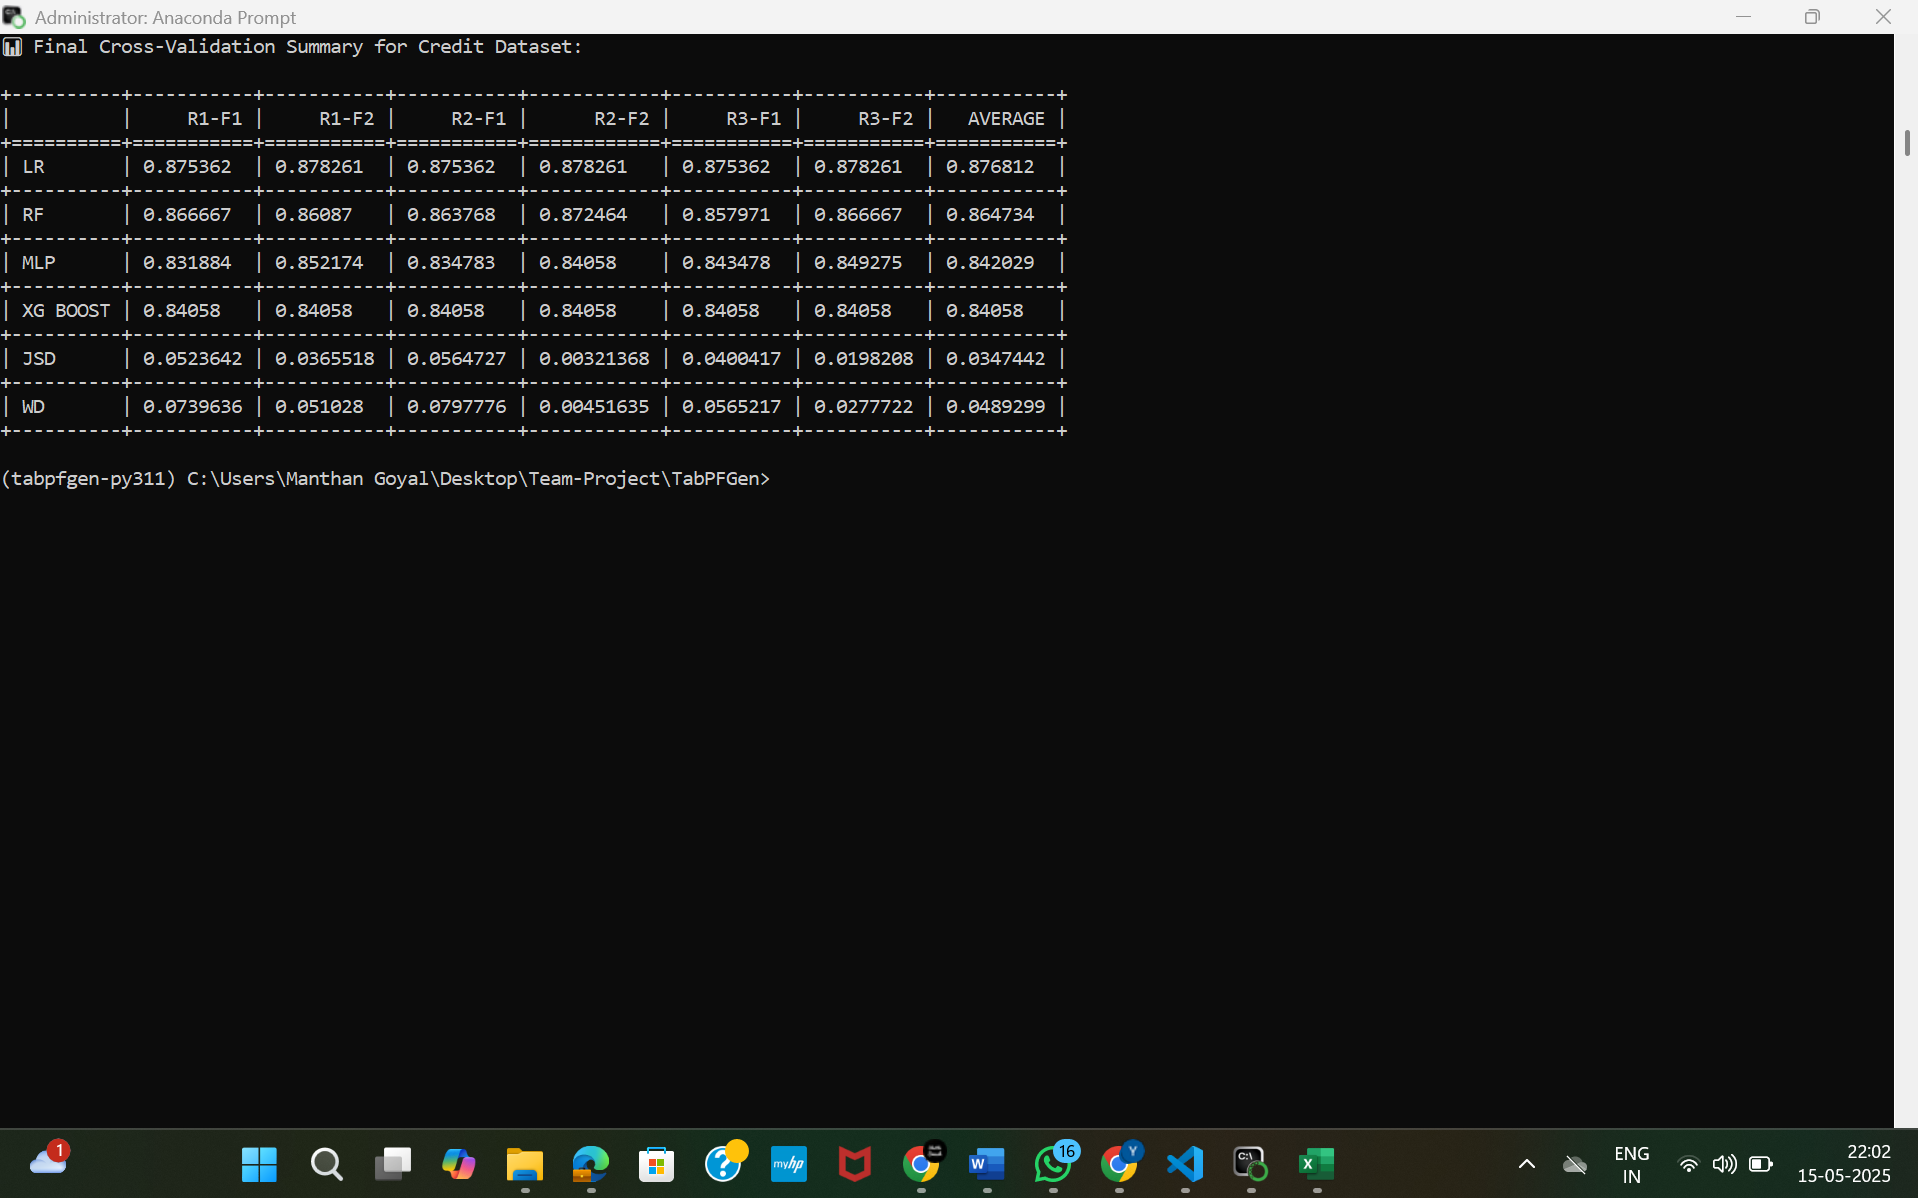 Administrator: Anaconda Prompt
📊 Final Cross-Validation Summary for Credit Dataset:
+----------+-----------+-----------+-----------+------------+-----------+-----------+-----------+
|          |     R1-F1 |     R1-F2 |     R2-F1 |      R2-F2 |     R3-F1 |     R3-F2 |   AVERAGE |
+==========+===========+===========+===========+============+===========+===========+===========+
| LR       | 0.875362  | 0.878261  | 0.875362  | 0.878261   | 0.875362  | 0.878261  | 0.876812  |
+----------+-----------+-----------+-----------+------------+-----------+-----------+-----------+
| RF       | 0.866667  | 0.86087   | 0.863768  | 0.872464   | 0.857971  | 0.866667  | 0.864734  |
+----------+-----------+-----------+-----------+------------+-----------+-----------+-----------+
| MLP      | 0.831884  | 0.852174  | 0.834783  | 0.84058    | 0.843478  | 0.849275  | 0.842029  |
+----------+-----------+-----------+-----------+------------+-----------+-----------+-----------+
| XG BOOST | 0.84058   | 0.84058   | 0.84058   | 0.84058    | 0.84058   | 0.84058   | 0.84058   |
+----------+-----------+-----------+-----------+------------+-----------+-----------+-----------+
| JSD      | 0.0523642 | 0.0365518 | 0.0564727 | 0.00321368 | 0.0400417 | 0.0198208 | 0.0347442 |
+----------+-----------+-----------+-----------+------------+-----------+-----------+-----------+
| WD       | 0.0739636 | 0.051028  | 0.0797776 | 0.00451635 | 0.0565217 | 0.0277722 | 0.0489299 |
+----------+-----------+-----------+-----------+------------+-----------+-----------+-----------+
(tabpfgen-py311) C:\Users\Manthan Goyal\Desktop\Team-Project\TabPFGen>
1
myhp
W
16
Y
C:\
X
ENG
IN
22:02
15-05-2025